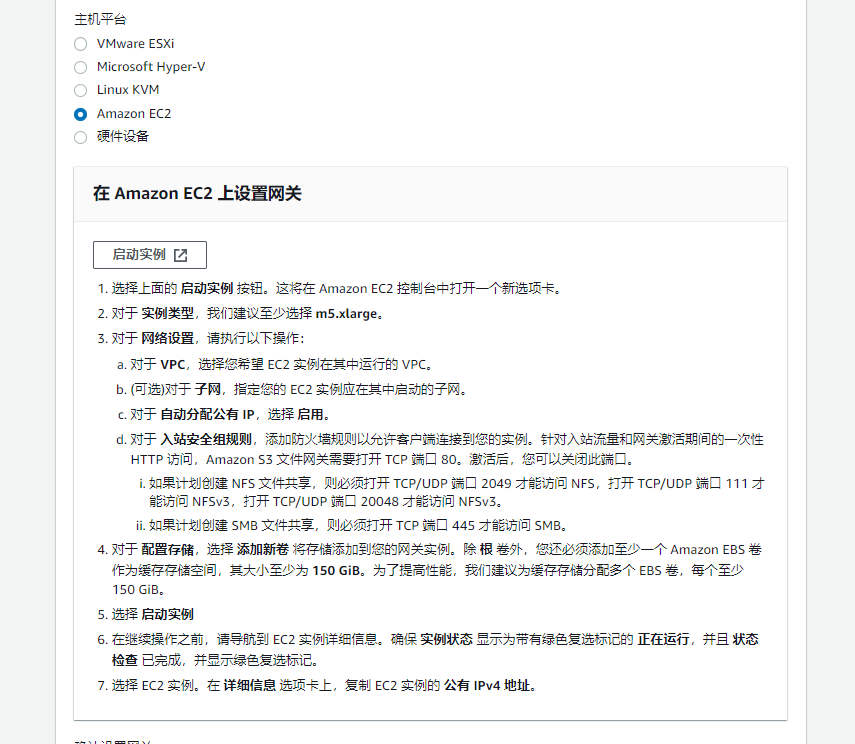 主机平台
VMware ESXi
Microsoft Hyper-V
Linux KVM
Amazon EC2
硬件设备
在 Amazon EC2 上设置网关
启动实例
1. 选择上面的 启动实例 按钮。这将在 Amazon EC2 控制台中打开一个新选项卡。
2. 对于 实例类型，我们建议至少选择 m5.xlarge。
3. 对于 网络设置，请执行以下操作：
a. 对于 VPC，选择您希望 EC2 实例在其中运行的 VPC。
b. (可选)对于 子网，指定您的 EC2 实例应在其中启动的子网。
c. 对于 自动分配公有 IP，选择 启用。
d. 对于 入站安全组规则，添加防火墙规则以允许客户端连接到您的实例。针对入站流量和网关激活期间的一次性
HTTP 访问，Amazon S3 文件网关需要打开 TCP 端口 80。激活后，您可以关闭此端口。
i. 如果计划创建 NFS 文件共享，则必须打开 TCP/UDP 端口 2049 才能访问 NFS，打开 TCP/UDP 端口 111 才
能访问 NFSv3，打开 TCP/UDP 端口 20048 才能访问 NFSv3。
ii. 如果计划创建 SMB 文件共享，则必须打开 TCP 端口 445 才能访问 SMB。
4. 对于 配置存储，选择 添加新卷 将存储添加到您的网关实例。除 根 卷外，您还必须添加至少一个 Amazon EBS 卷
作为缓存存储空间，其大小至少为 150 GiB。为了提高性能，我们建议为缓存存储分配多个 EBS 卷，每个至少
150 GiB。
5. 选择 启动实例
6. 在继续操作之前，请导航到 EC2 实例详细信息。确保 实例状态 显示为带有绿色复选标记的 正在运行，并且 状态
检查 已完成，并显示绿色复选标记。
7. 选择 EC2 实例。在 详细信息 选项卡上，复制 EC2 实例的 公有 IPv4 地址。